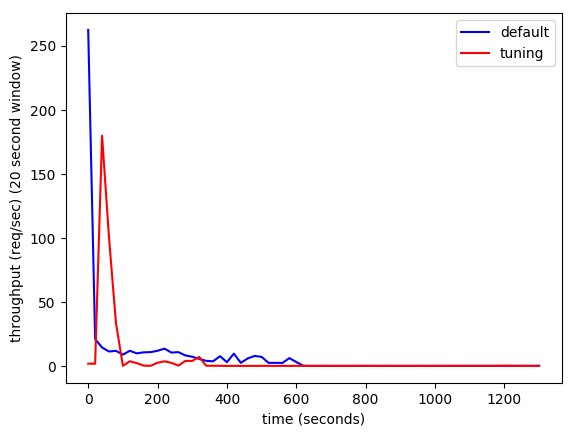 default
tuning
throughput (req/sec) (20 second window)
250
200
150
100
50
0
0 200 400 600 800 1000 1200
time (seconds)